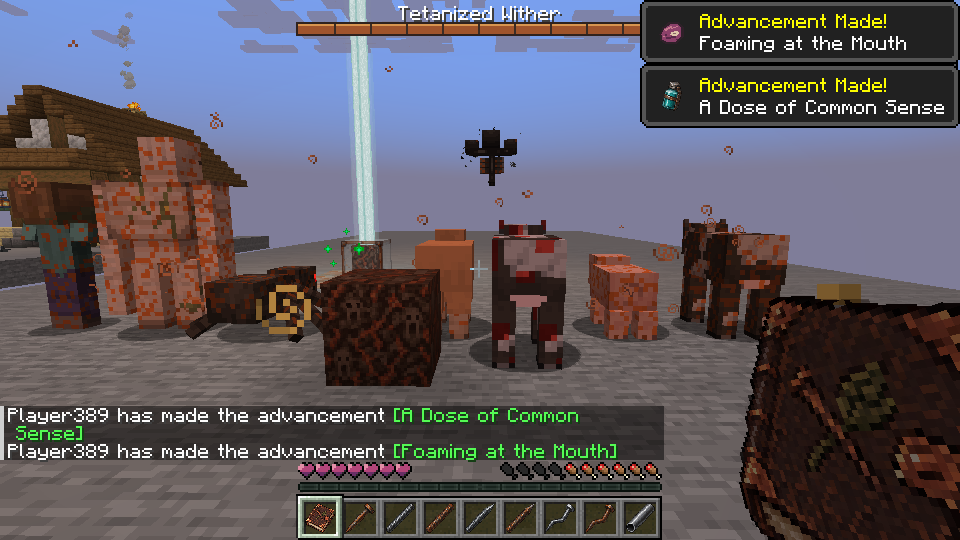 Tetanized Wither
Advancement Made!
Foaming at the Mouth
Advancement Made!
A Dose of Common Sense
Player389 has made the advancement [A Dose of Common
Sense]
Player389 has made the advancement [Foaming at the Mouth]